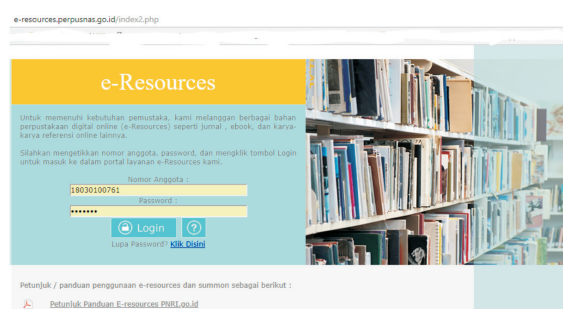 e-resources.perpusnas.go.id/index2.php
e-Resources
Untuk memenuhi kebutuhan pemustaka, kami melanggan berbagai bahan
perpustakaan digital online (e-Resources) seperti jurnal , ebook, dan karya-
karya referensi online lainnya.
Silahkan mengetikkan nomor anggota, password, dan mengklik tombol Login
untuk masuk ke dalam portal layanan e-Resources kami.
Nomor Anggota :
18030100761
Password :
•••••••
Login ?
Lupa Password? Klik Disini
Petunjuk / panduan penggunaan e-resources dan summon sebagai berikut :
Petunjuk Panduan E-resources PNRI.go.id